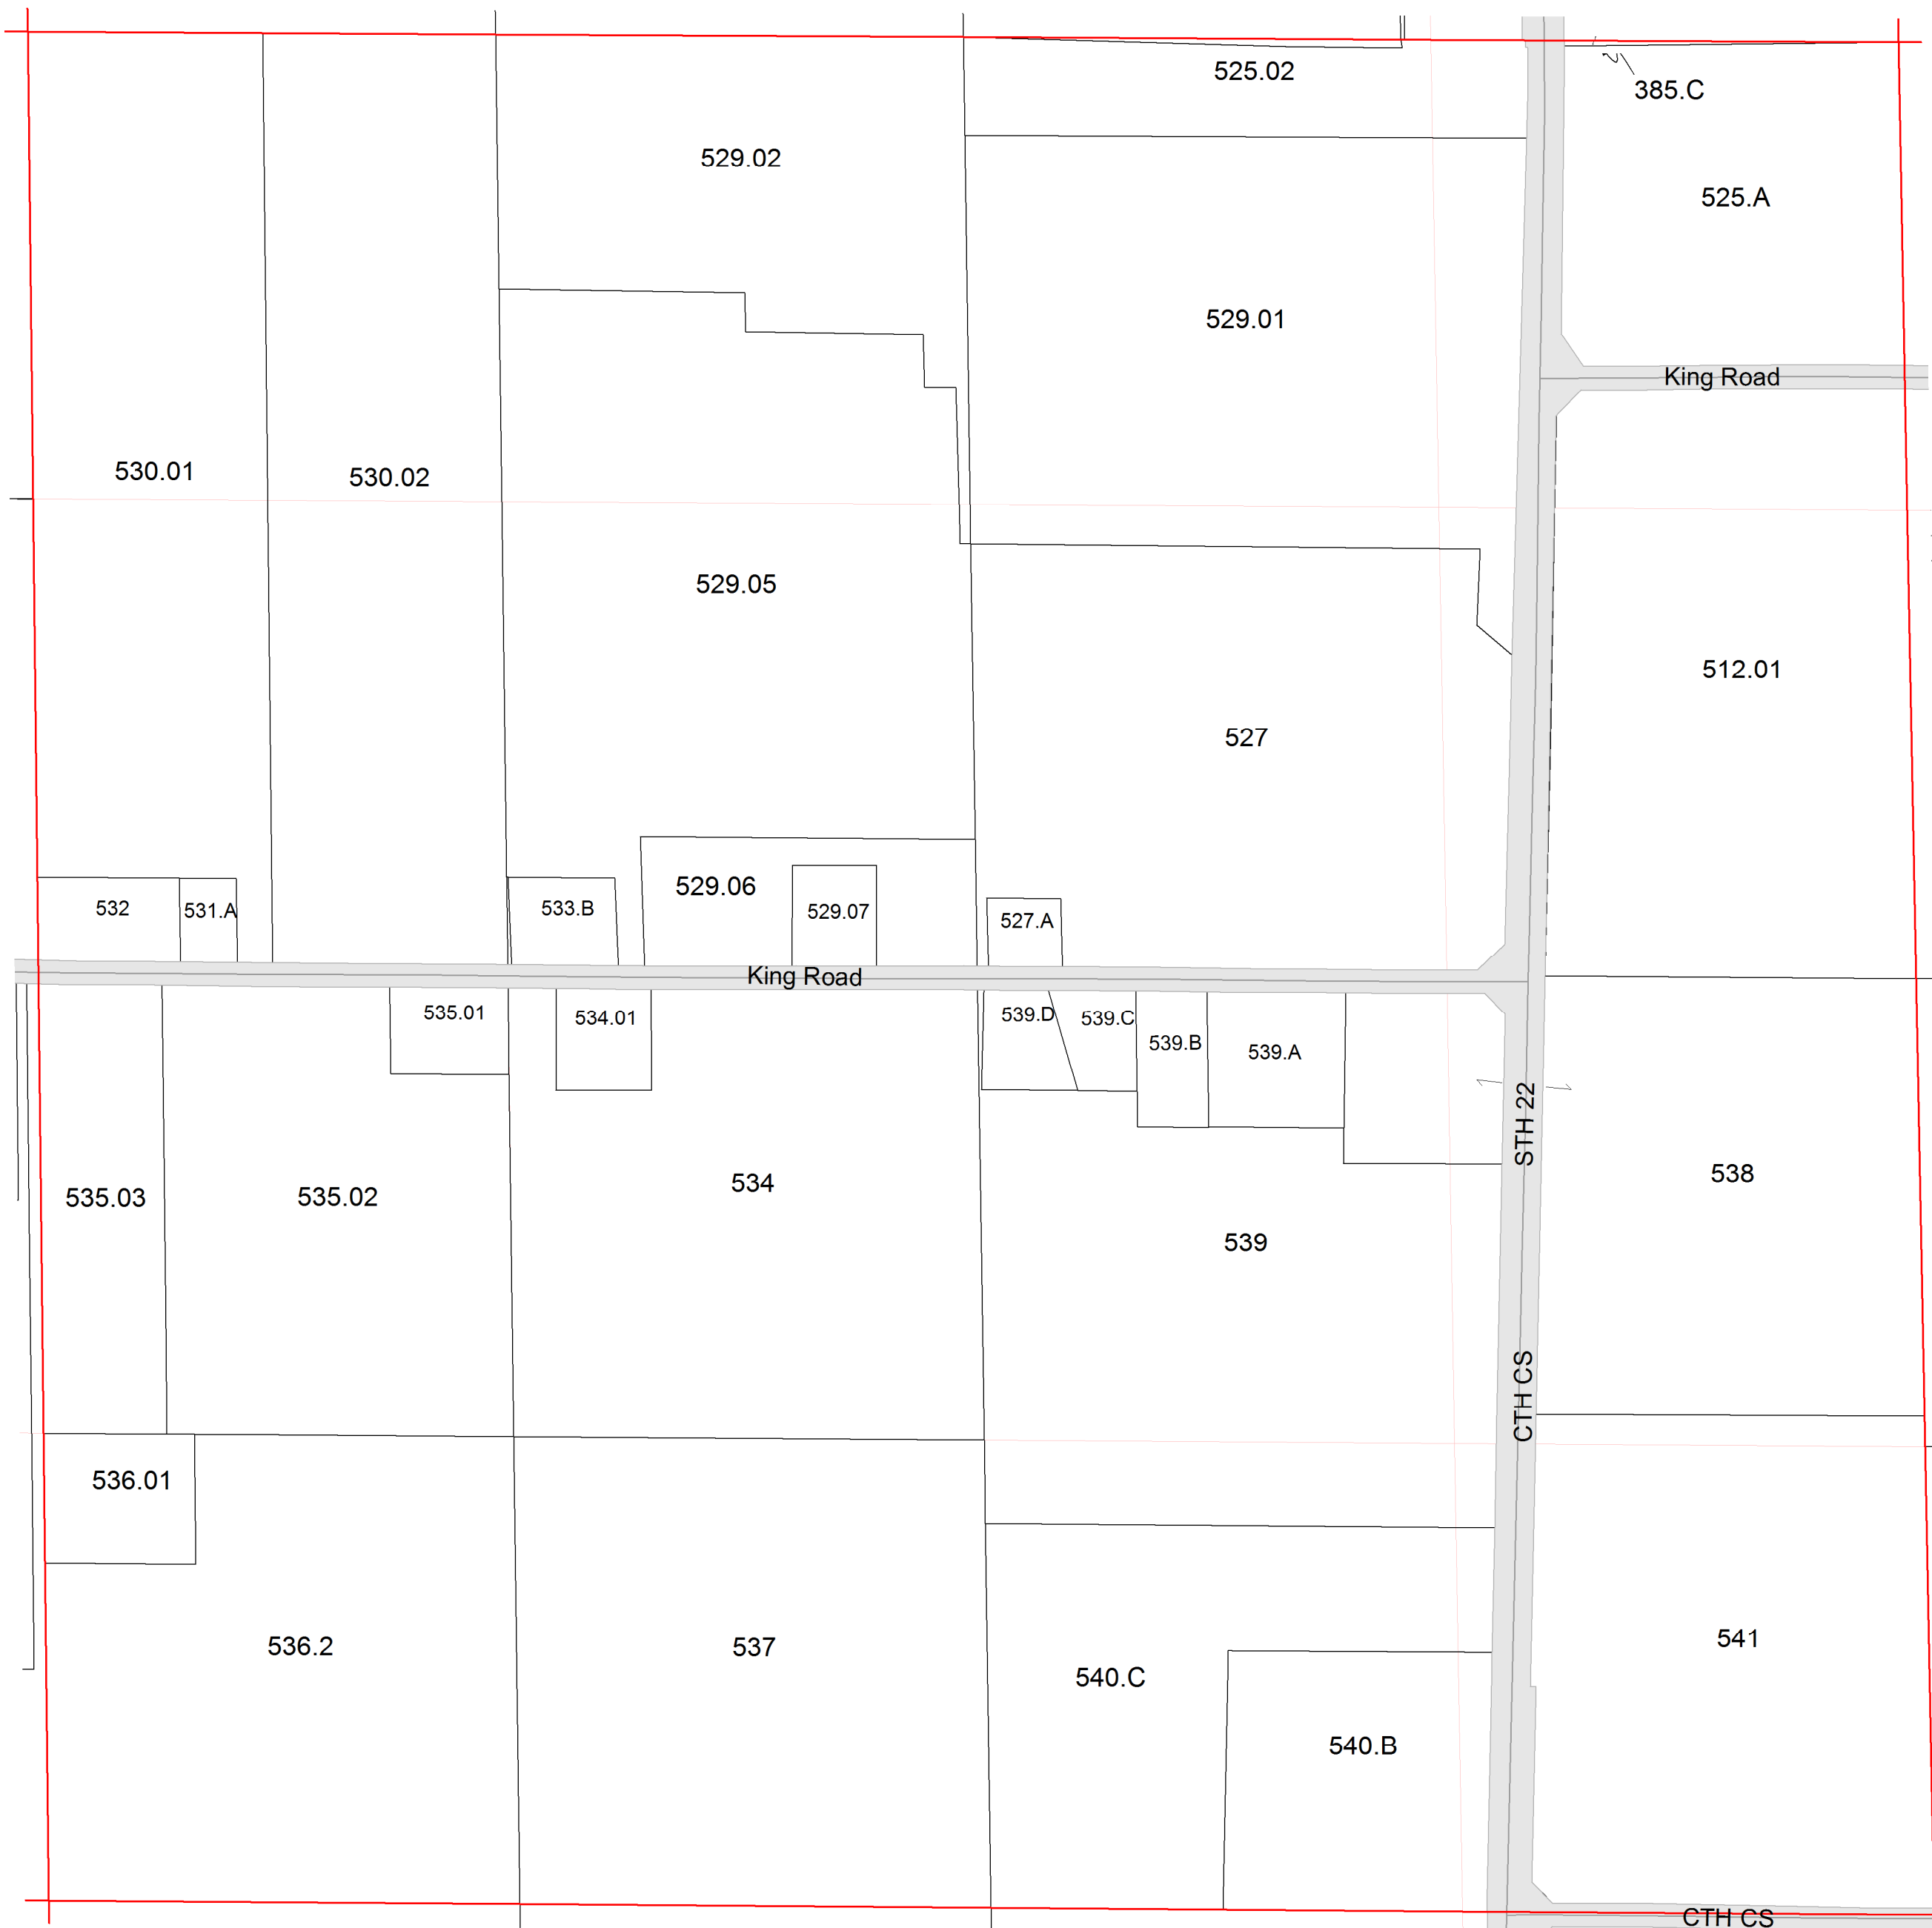 525.02
385.C
529.02
525.A
529.01
King Road
530.01
530.02
529.05
512.01
527
529.06
532
531.A
533.B
529.07
527.A
King Road
535.01
534.01
539.D
539.C
539.B
539.A
STH 22
535.03
535.02
534
538
539
CTH CS
536.01
536.2
537
541
540.C
540.B
CTH CS